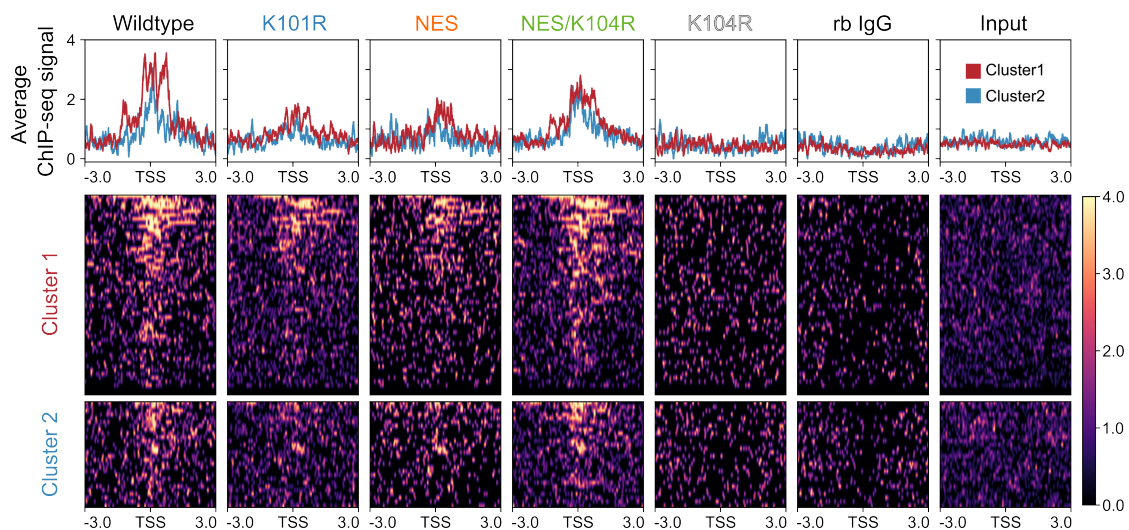 Wildtype K101R NES NES/K104R K104R rb IgG Input
Average
ChIP-seq signal
4
2
0
Cluster1
Cluster2
-3.0 TSS 3.0 -3.0 TSS 3.0 -3.0 TSS 3.0 -3.0 TSS 3.0 -3.0 TSS 3.0 -3.0 TSS 3.0 -3.0 TSS 3.0
Cluster 1
Cluster 2
4.0
3.0
2.0
1.0
0.0
-3.0 TSS 3.0 -3.0 TSS 3.0 -3.0 TSS 3.0 -3.0 TSS 3.0 -3.0 TSS 3.0 -3.0 TSS 3.0 -3.0 TSS 3.0